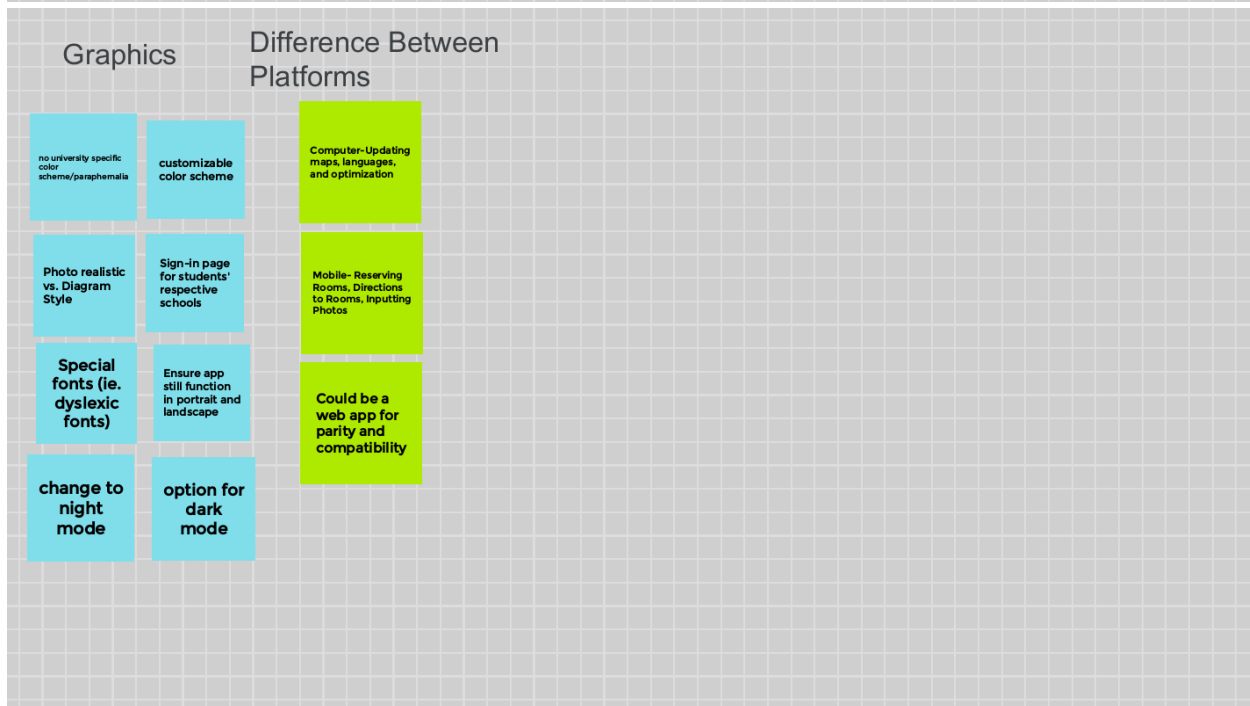 Graphics
Difference Between
Platforms
no university specific
color
scheme/paraphernalia
customizable
color scheme
Photo realistic
vs. Diagram
Style
Sign-in page
for students'
respective
schools
Special
fonts (ie.
dyslexic
fonts)
Ensure app
still function
in portrait and
landscape
change to
night
mode
option for
dark
mode
Computer-Updating
maps, languages,
and optimization
Mobile- Reserving
Rooms, Directions
to Rooms, Inputting
Photos
Could be a
web app for
parity and
compatibility